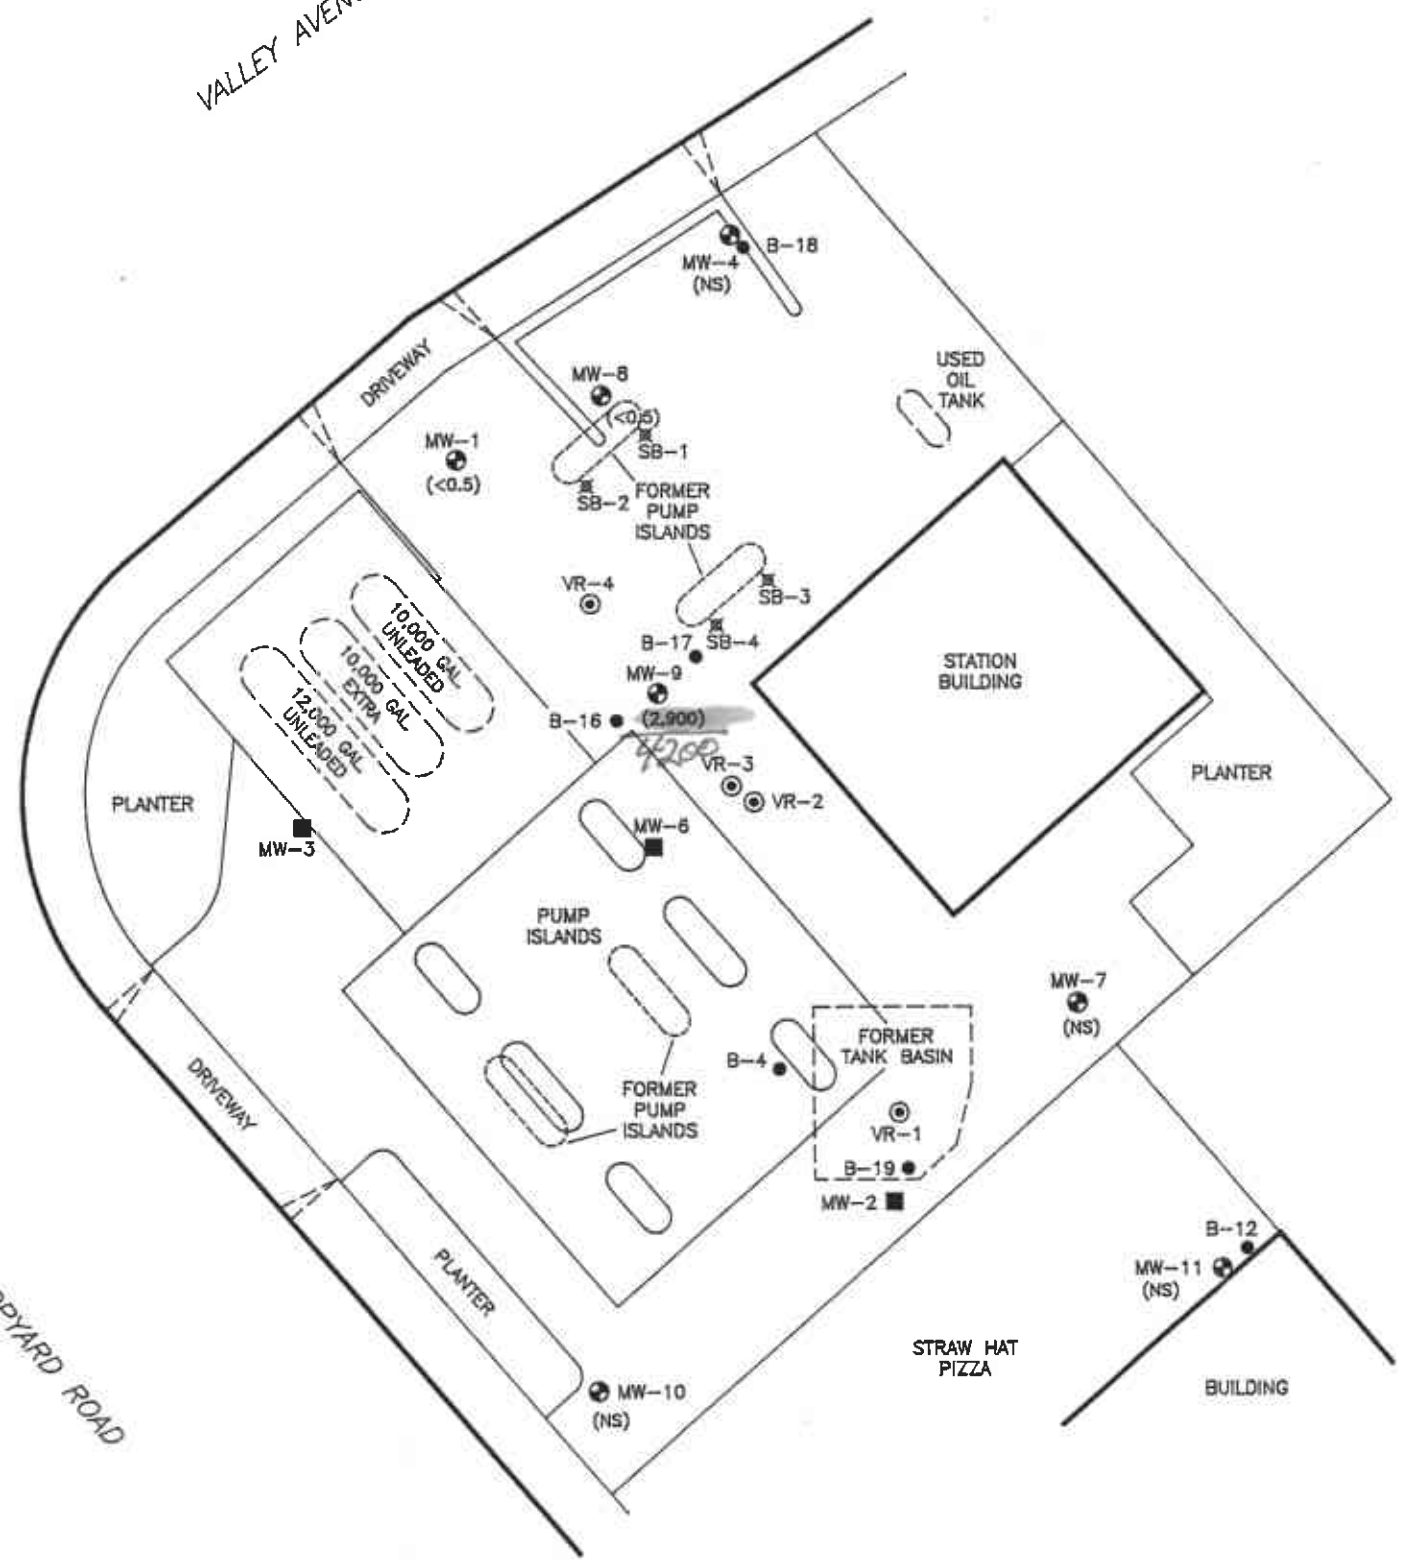 VALLEY AVEN
B-18
MW-4
(NS)
DRIVEWAY
USED
OIL
TANK
MW-8
(<0.5)
MW-1
(<0.5)
SB-1
SB-2
FORMER
PUMP
ISLANDS
VR-4
SB-3
SB-4
B-17
MW-9
B-16
(2,900)
4200
10,000 GAL
UNLEADED
10,000 GAL
EXTRA
12,000 GAL
UNLEADED
STATION
BUILDING
VR-3
VR-2
PLANTER
PLANTER
MW-3
MW-6
PUMP
ISLANDS
MW-7
(NS)
FORMER
TANK BASIN
B-4
DRIVEWAY
FORMER
PUMP
ISLANDS
VR-1
B-19
MW-2
B-12
MW-11
(NS)
PLANTER
OPYARD ROAD
STRAW HAT
PIZZA
BUILDING
MW-10
(NS)